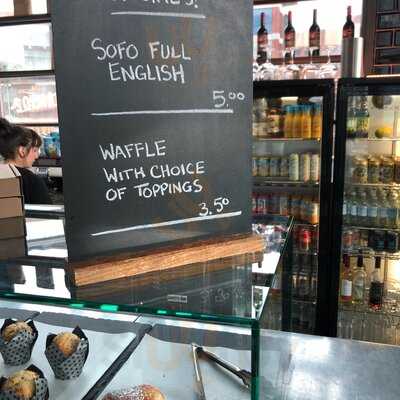 SOFO FULL
ENGLISH
5.00
WAFFLE
WITH CHOICE
OF TOPPINGS
3.50